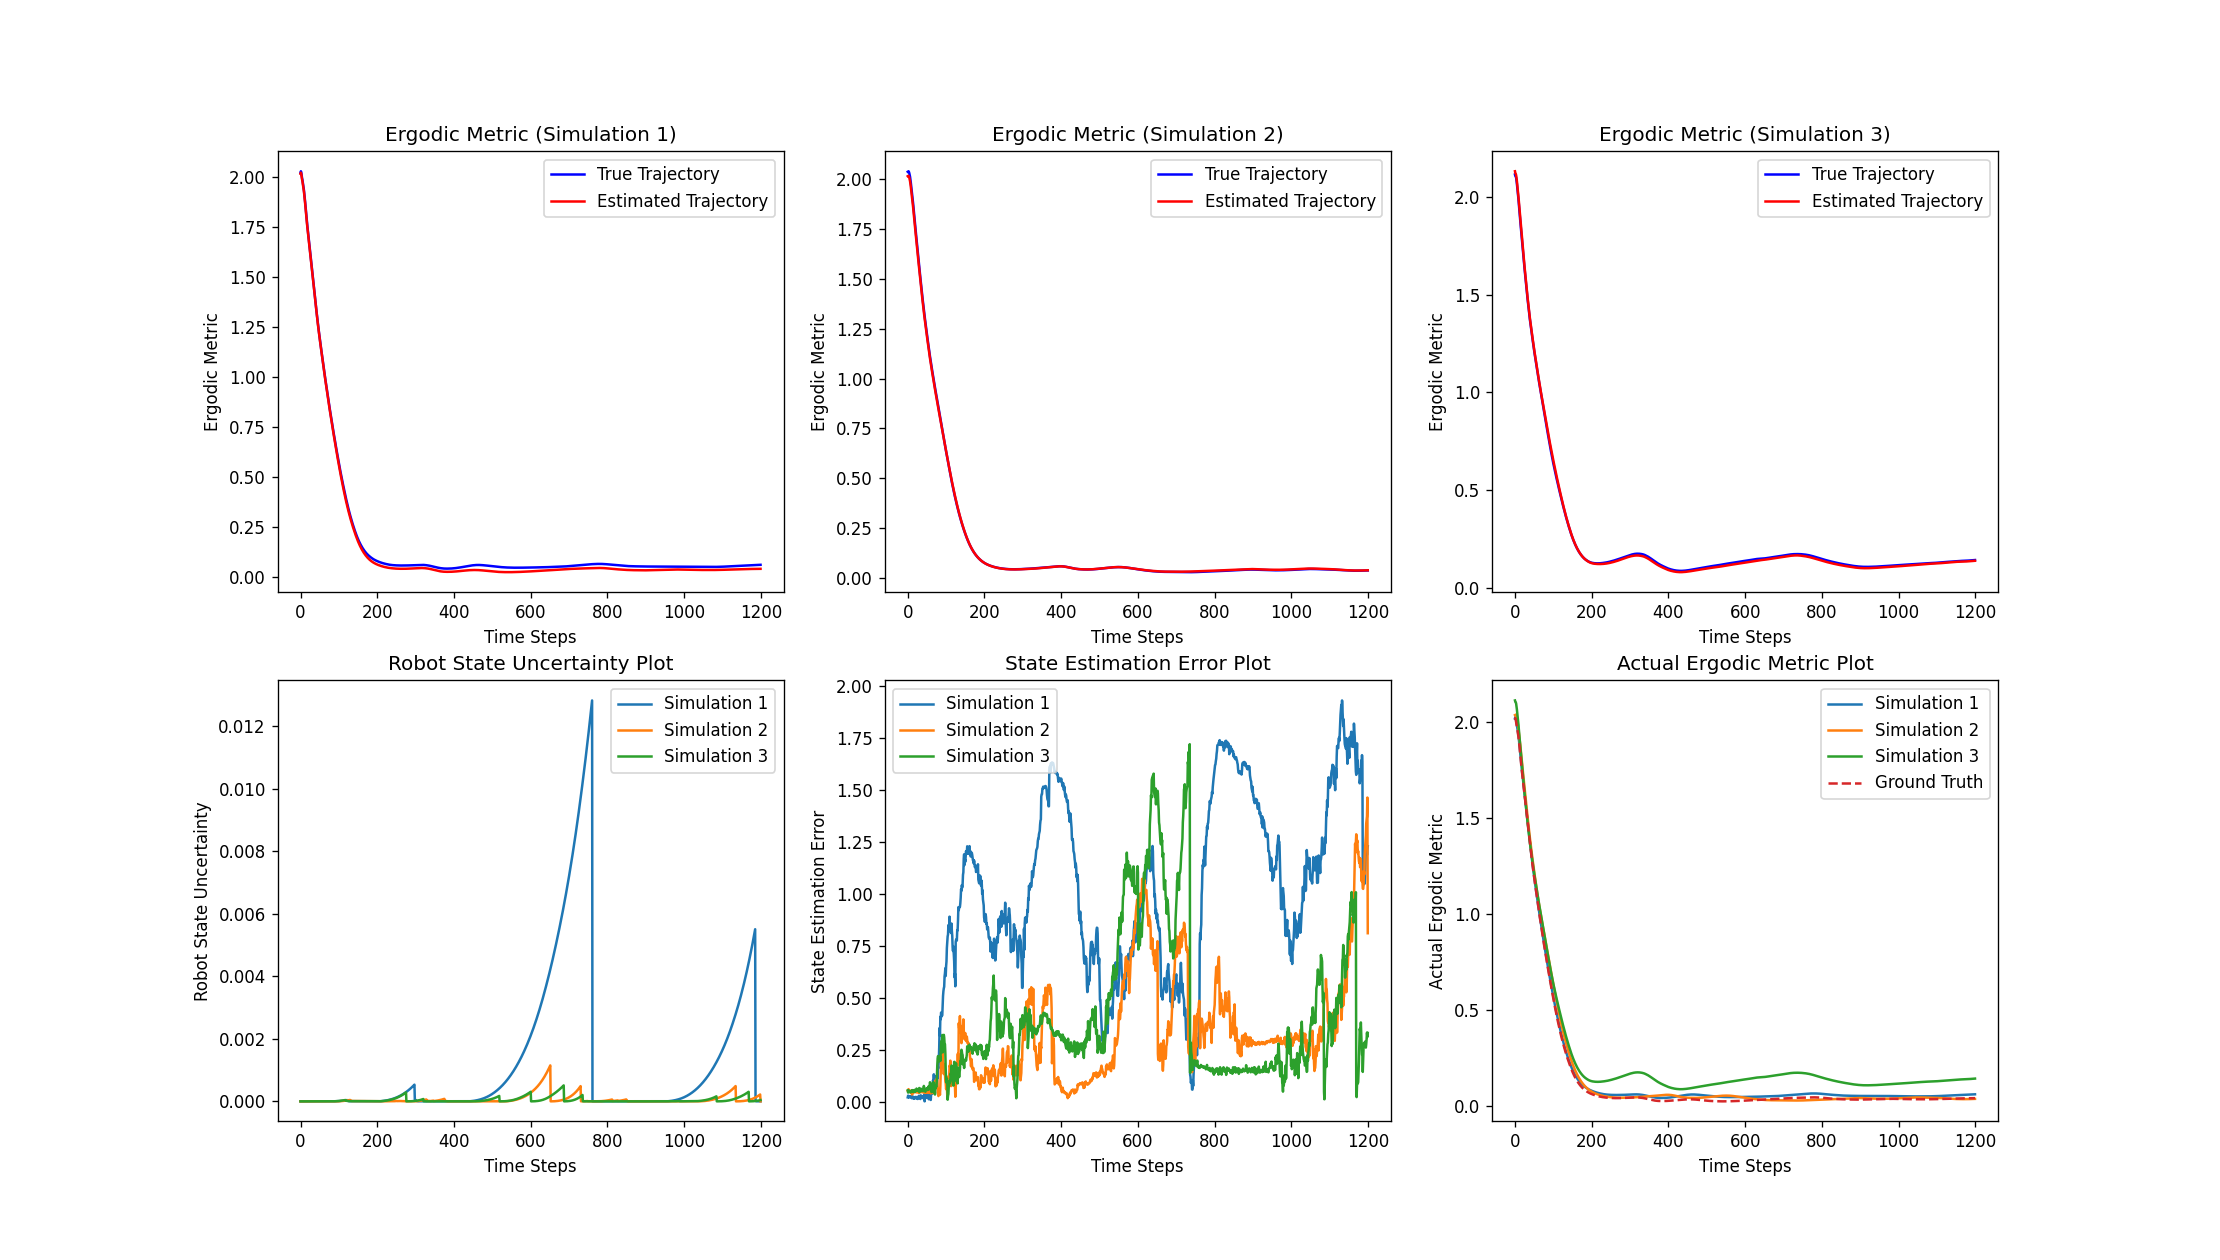 Ergodic Metric (Simulation 1)
Ergodic Metric
2.00
1.75
1.50
1.25
1.00
0.75
0.50
0.25
0.00
True Trajectory
Estimated Trajectory
0 200 400 600 800 1000 1200
Time Steps
Ergodic Metric (Simulation 2)
Ergodic Metric
2.00
1.75
1.50
1.25
1.00
0.75
0.50
0.25
0.00
True Trajectory
Estimated Trajectory
0 200 400 600 800 1000 1200
Time Steps
Ergodic Metric (Simulation 3)
Ergodic Metric
2.0
1.5
1.0
0.5
0.0
True Trajectory
Estimated Trajectory
0 200 400 600 800 1000 1200
Time Steps
Robot State Uncertainty Plot
Robot State Uncertainty
0.012
0.010
0.008
0.006
0.004
0.002
0.000
Simulation 1
Simulation 2
Simulation 3
0 200 400 600 800 1000 1200
Time Steps
State Estimation Error Plot
State Estimation Error
2.00
1.75
1.50
1.25
1.00
0.75
0.50
0.25
0.00
Simulation 1
Simulation 2
Simulation 3
0 200 400 600 800 1000 1200
Time Steps
Actual Ergodic Metric Plot
Actual Ergodic Metric
2.0
1.5
1.0
0.5
0.0
Simulation 1
Simulation 2
Simulation 3
Ground Truth
0 200 400 600 800 1000 1200
Time Steps